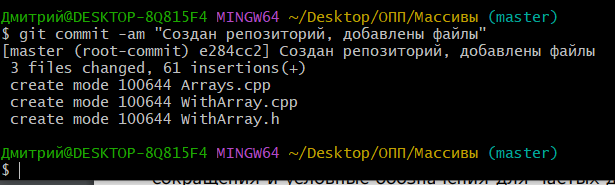 Дмитрий@DESKTOP-8Q815F4 MINGW64 ~/Desktop/ОПП/Массивы (master)
$ git commit -am "Создан репозиторий, добавлены файлы"
[master (root-commit) e284cc2] Создан репозиторий, добавлены файлы
 3 files changed, 61 insertions(+)
 create mode 100644 Arrays.cpp
 create mode 100644 WithArray.cpp
 create mode 100644 WithArray.h

Дмитрий@DESKTOP-8Q815F4 MINGW64 ~/Desktop/ОПП/Массивы (master)
$
сокращения и условные обозначения для частых